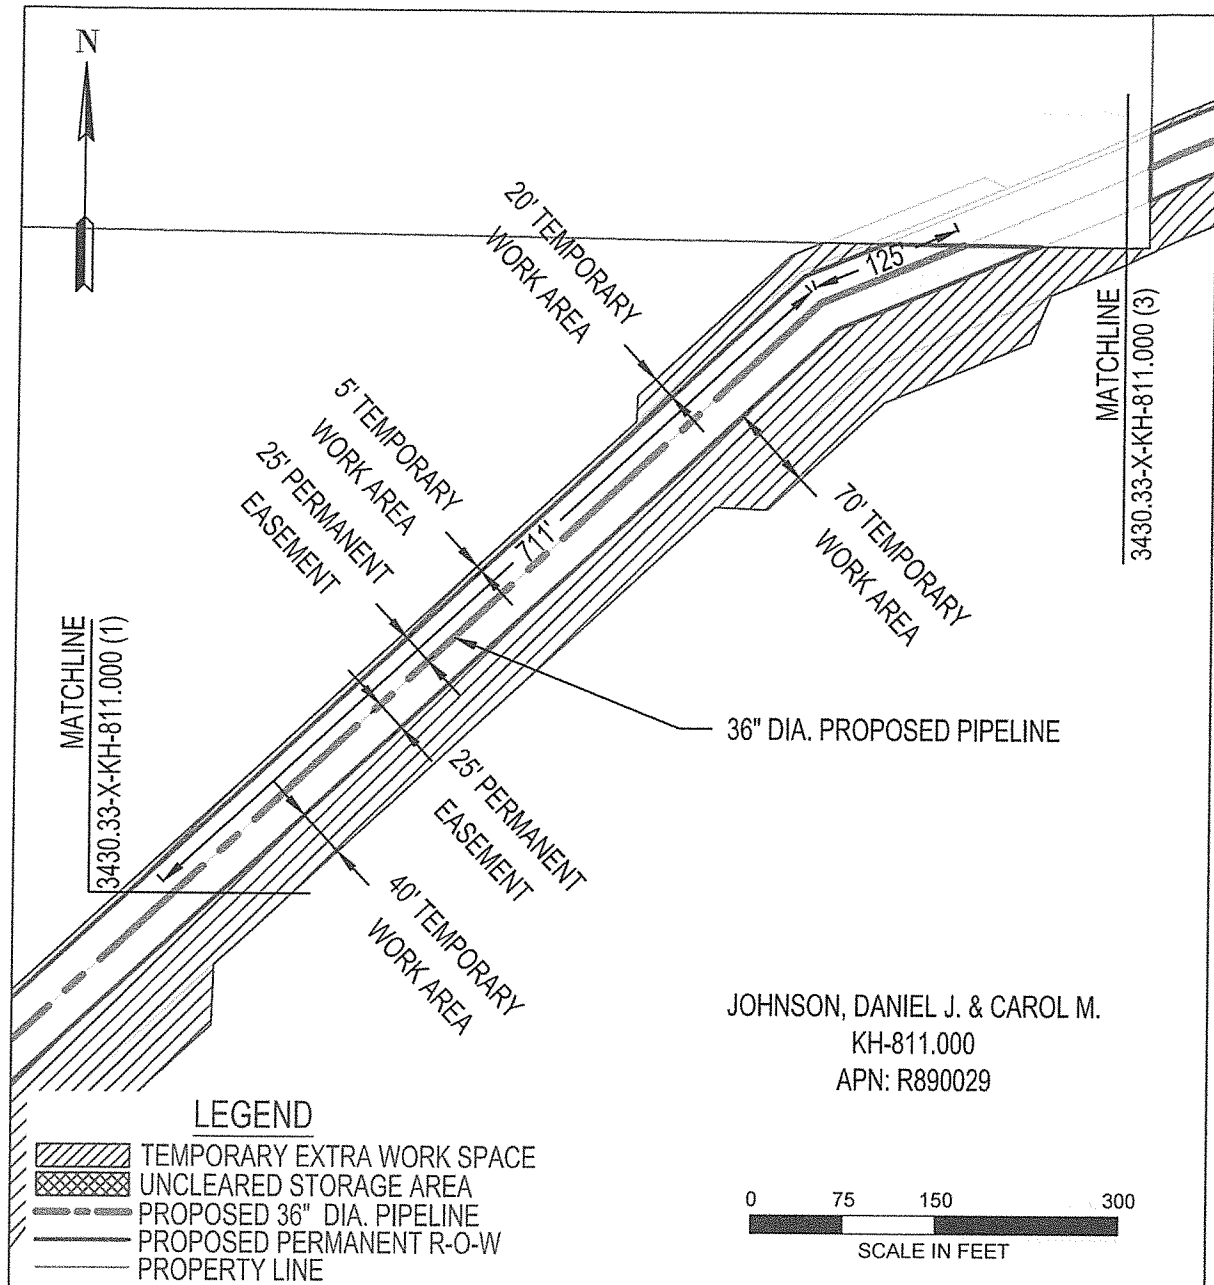 N
20' TEMPORARY
WORK AREA
125'
MATCHLINE
3430.33-X-KH-811.000 (3)
5' TEMPORARY
WORK AREA
25' PERMANENT
EASEMENT
711'
70' TEMPORARY
WORK AREA
MATCHLINE
3430.33-X-KH-811.000 (1)
36" DIA. PROPOSED PIPELINE
25' PERMANENT
EASEMENT
40' TEMPORARY
WORK AREA
JOHNSON, DANIEL J. & CAROL M.
KH-811.000
APN: R890029
LEGEND
TEMPORARY EXTRA WORK SPACE
UNCLEARED STORAGE AREA
PROPOSED 36" DIA. PIPELINE
PROPOSED PERMANENT R-O-W
PROPERTY LINE
0 75 150 300
SCALE IN FEET